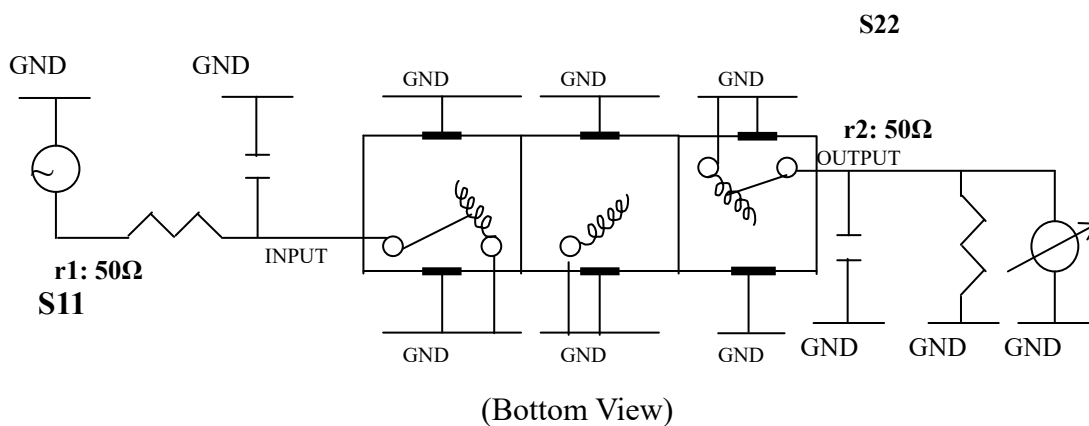 S22
GND
GND
GND
GND
GND
r2: 50Ω
OUTPUT
INPUT
r1: 50Ω
S11
GND
GND
GND
GND
GND
GND
(Bottom View)